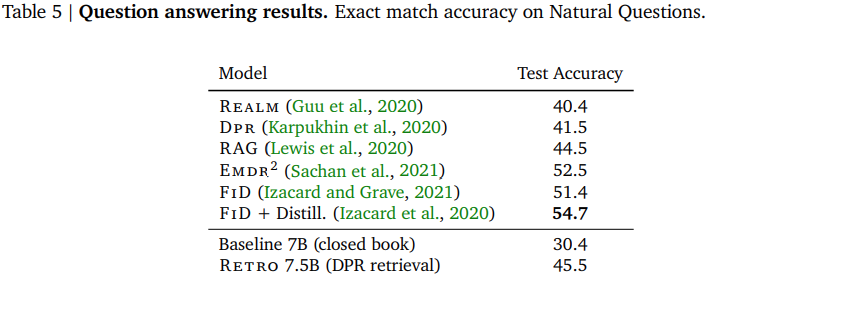 Table 5 | Question answering results. Exact match accuracy on Natural Questions.
Model Test Accuracy
REALM (Guu et al., 2020) 40.4
DPR (Karpukhin et al., 2020) 41.5
RAG (Lewis et al., 2020) 44.5
EMDR² (Sachan et al., 2021) 52.5
FID (Izacard and Grave, 2021) 51.4
FID + Distill. (Izacard et al., 2020) 54.7
Baseline 7B (closed book) 30.4
RETRO 7.5B (DPR retrieval) 45.5